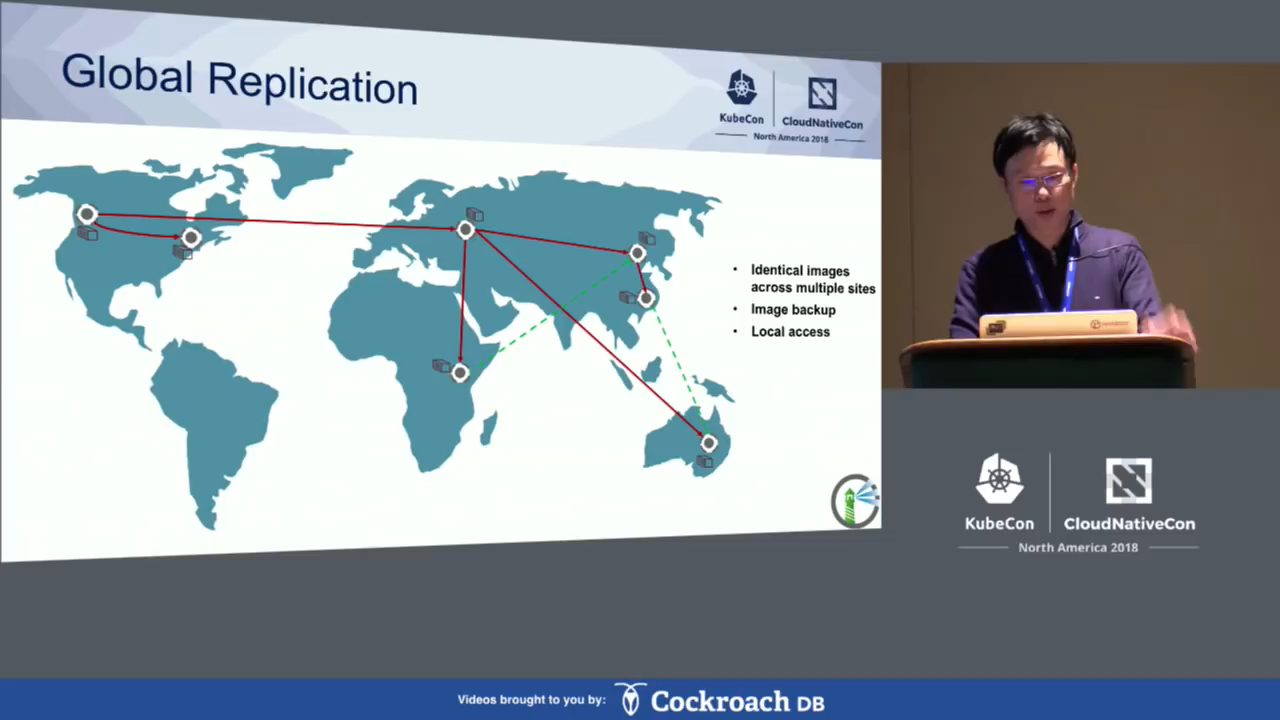 Global Replication
KubeCon
CloudNativeCon
North America 2018
• Identical images
across multiple sites
• Image backup
• Local access
KubeCon
CloudNativeCon
North America 2018
Videos brought to you by:
Cockroach DB